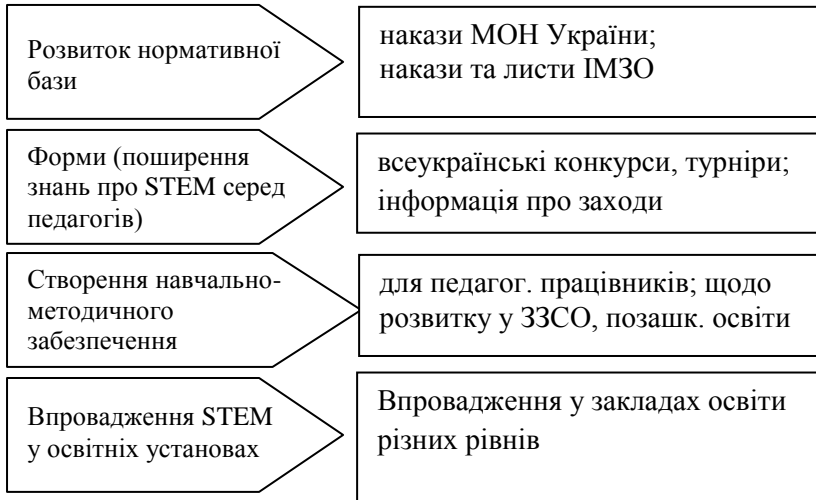 Розвиток нормативної
бази
накази МОН України;
накази та листи ІМЗО
Форми (поширення
знань про STEM серед
педагогів)
всеукраїнські конкурси, турніри;
інформація про заходи
Створення навчально-
методичного
забезпечення
для педагог. працівників; щодо
розвитку у ЗЗСО, позашк. освіти
Впровадження STEM
у освітніх установах
Впровадження у закладах освіти
різних рівнів